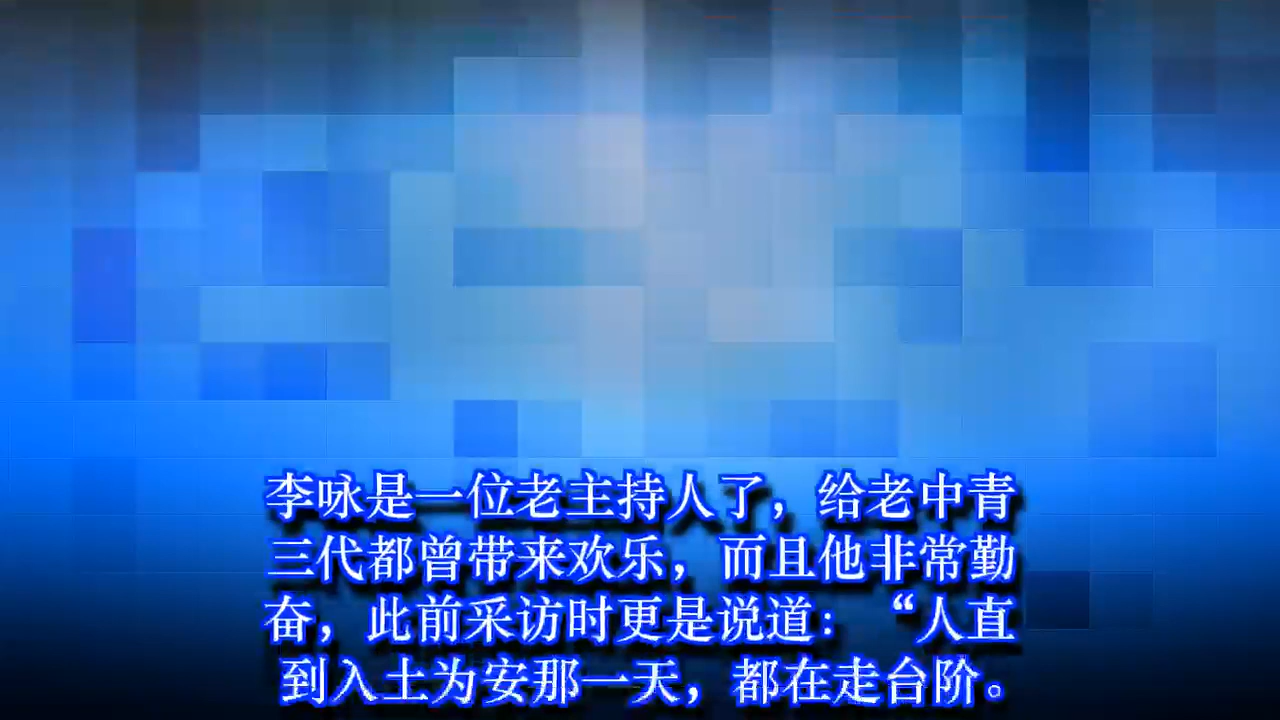 李咏是一位老主持人了，给老中青
三代都曾带来欢乐，而且他非常勤
奋，此前采访时更是说道：“人直
到入土为安那一天，都在走台阶。